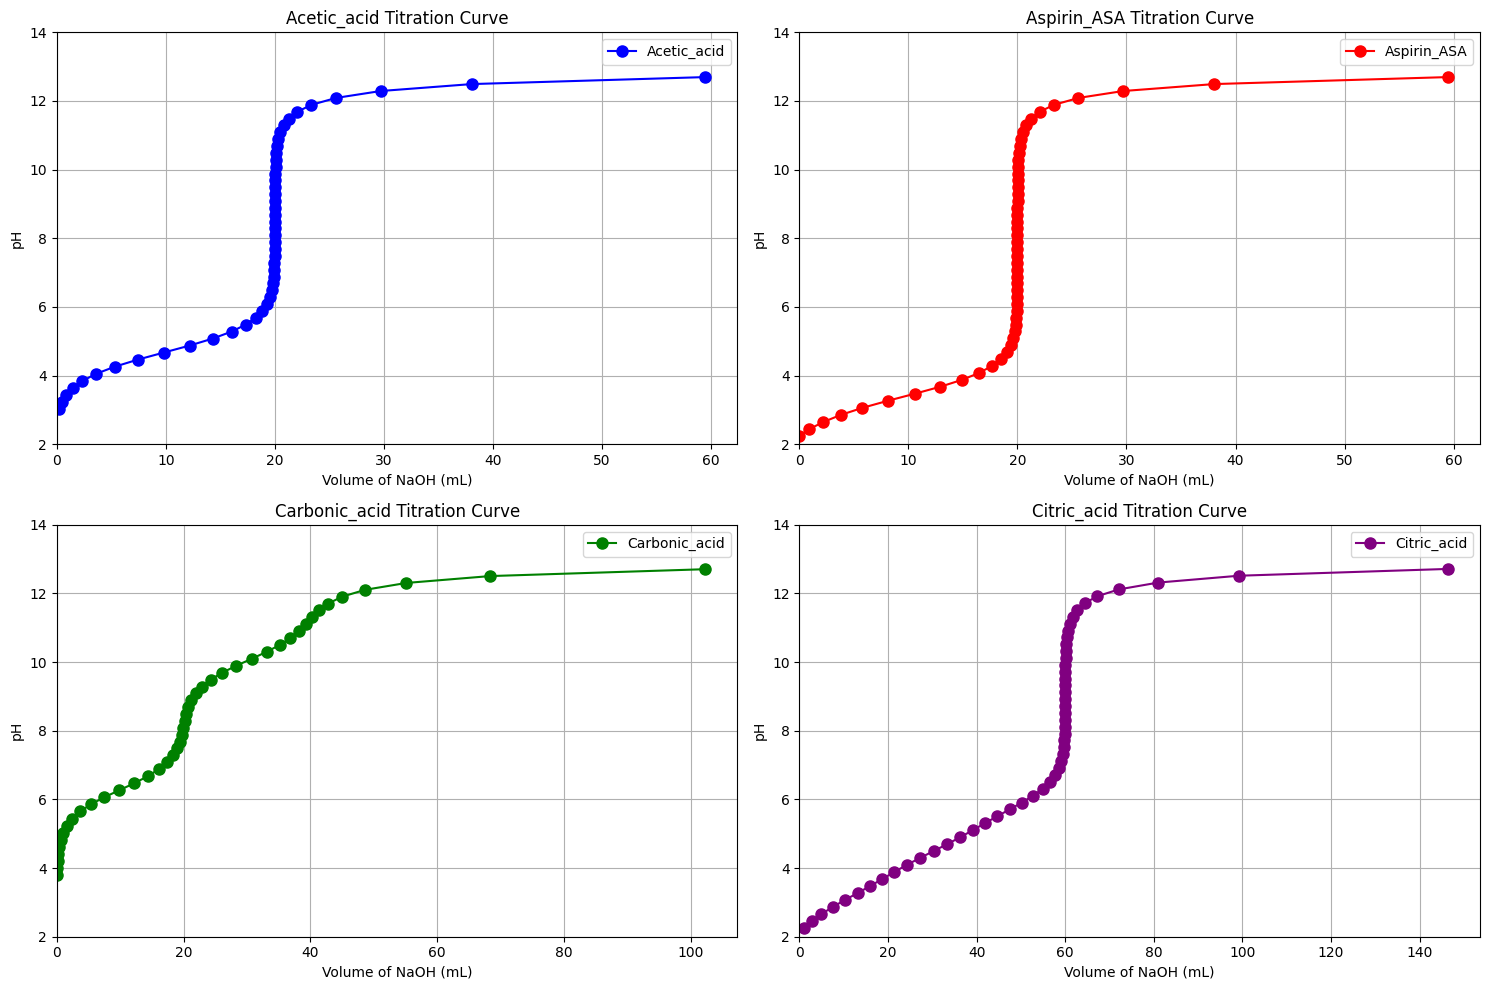 Acetic_acid Titration Curve
14
12
10
8
6
4
2
pH
Acetic_acid
0 10 20 30 40 50 60
Volume of NaOH (mL)
Aspirin_ASA Titration Curve
14
12
10
8
6
4
2
pH
Aspirin_ASA
0 10 20 30 40 50 60
Volume of NaOH (mL)
Carbonic_acid Titration Curve
14
12
10
8
6
4
2
pH
Carbonic_acid
0 20 40 60 80 100
Volume of NaOH (mL)
Citric_acid Titration Curve
14
12
10
8
6
4
2
pH
Citric_acid
0 20 40 60 80 100 120 140
Volume of NaOH (mL)